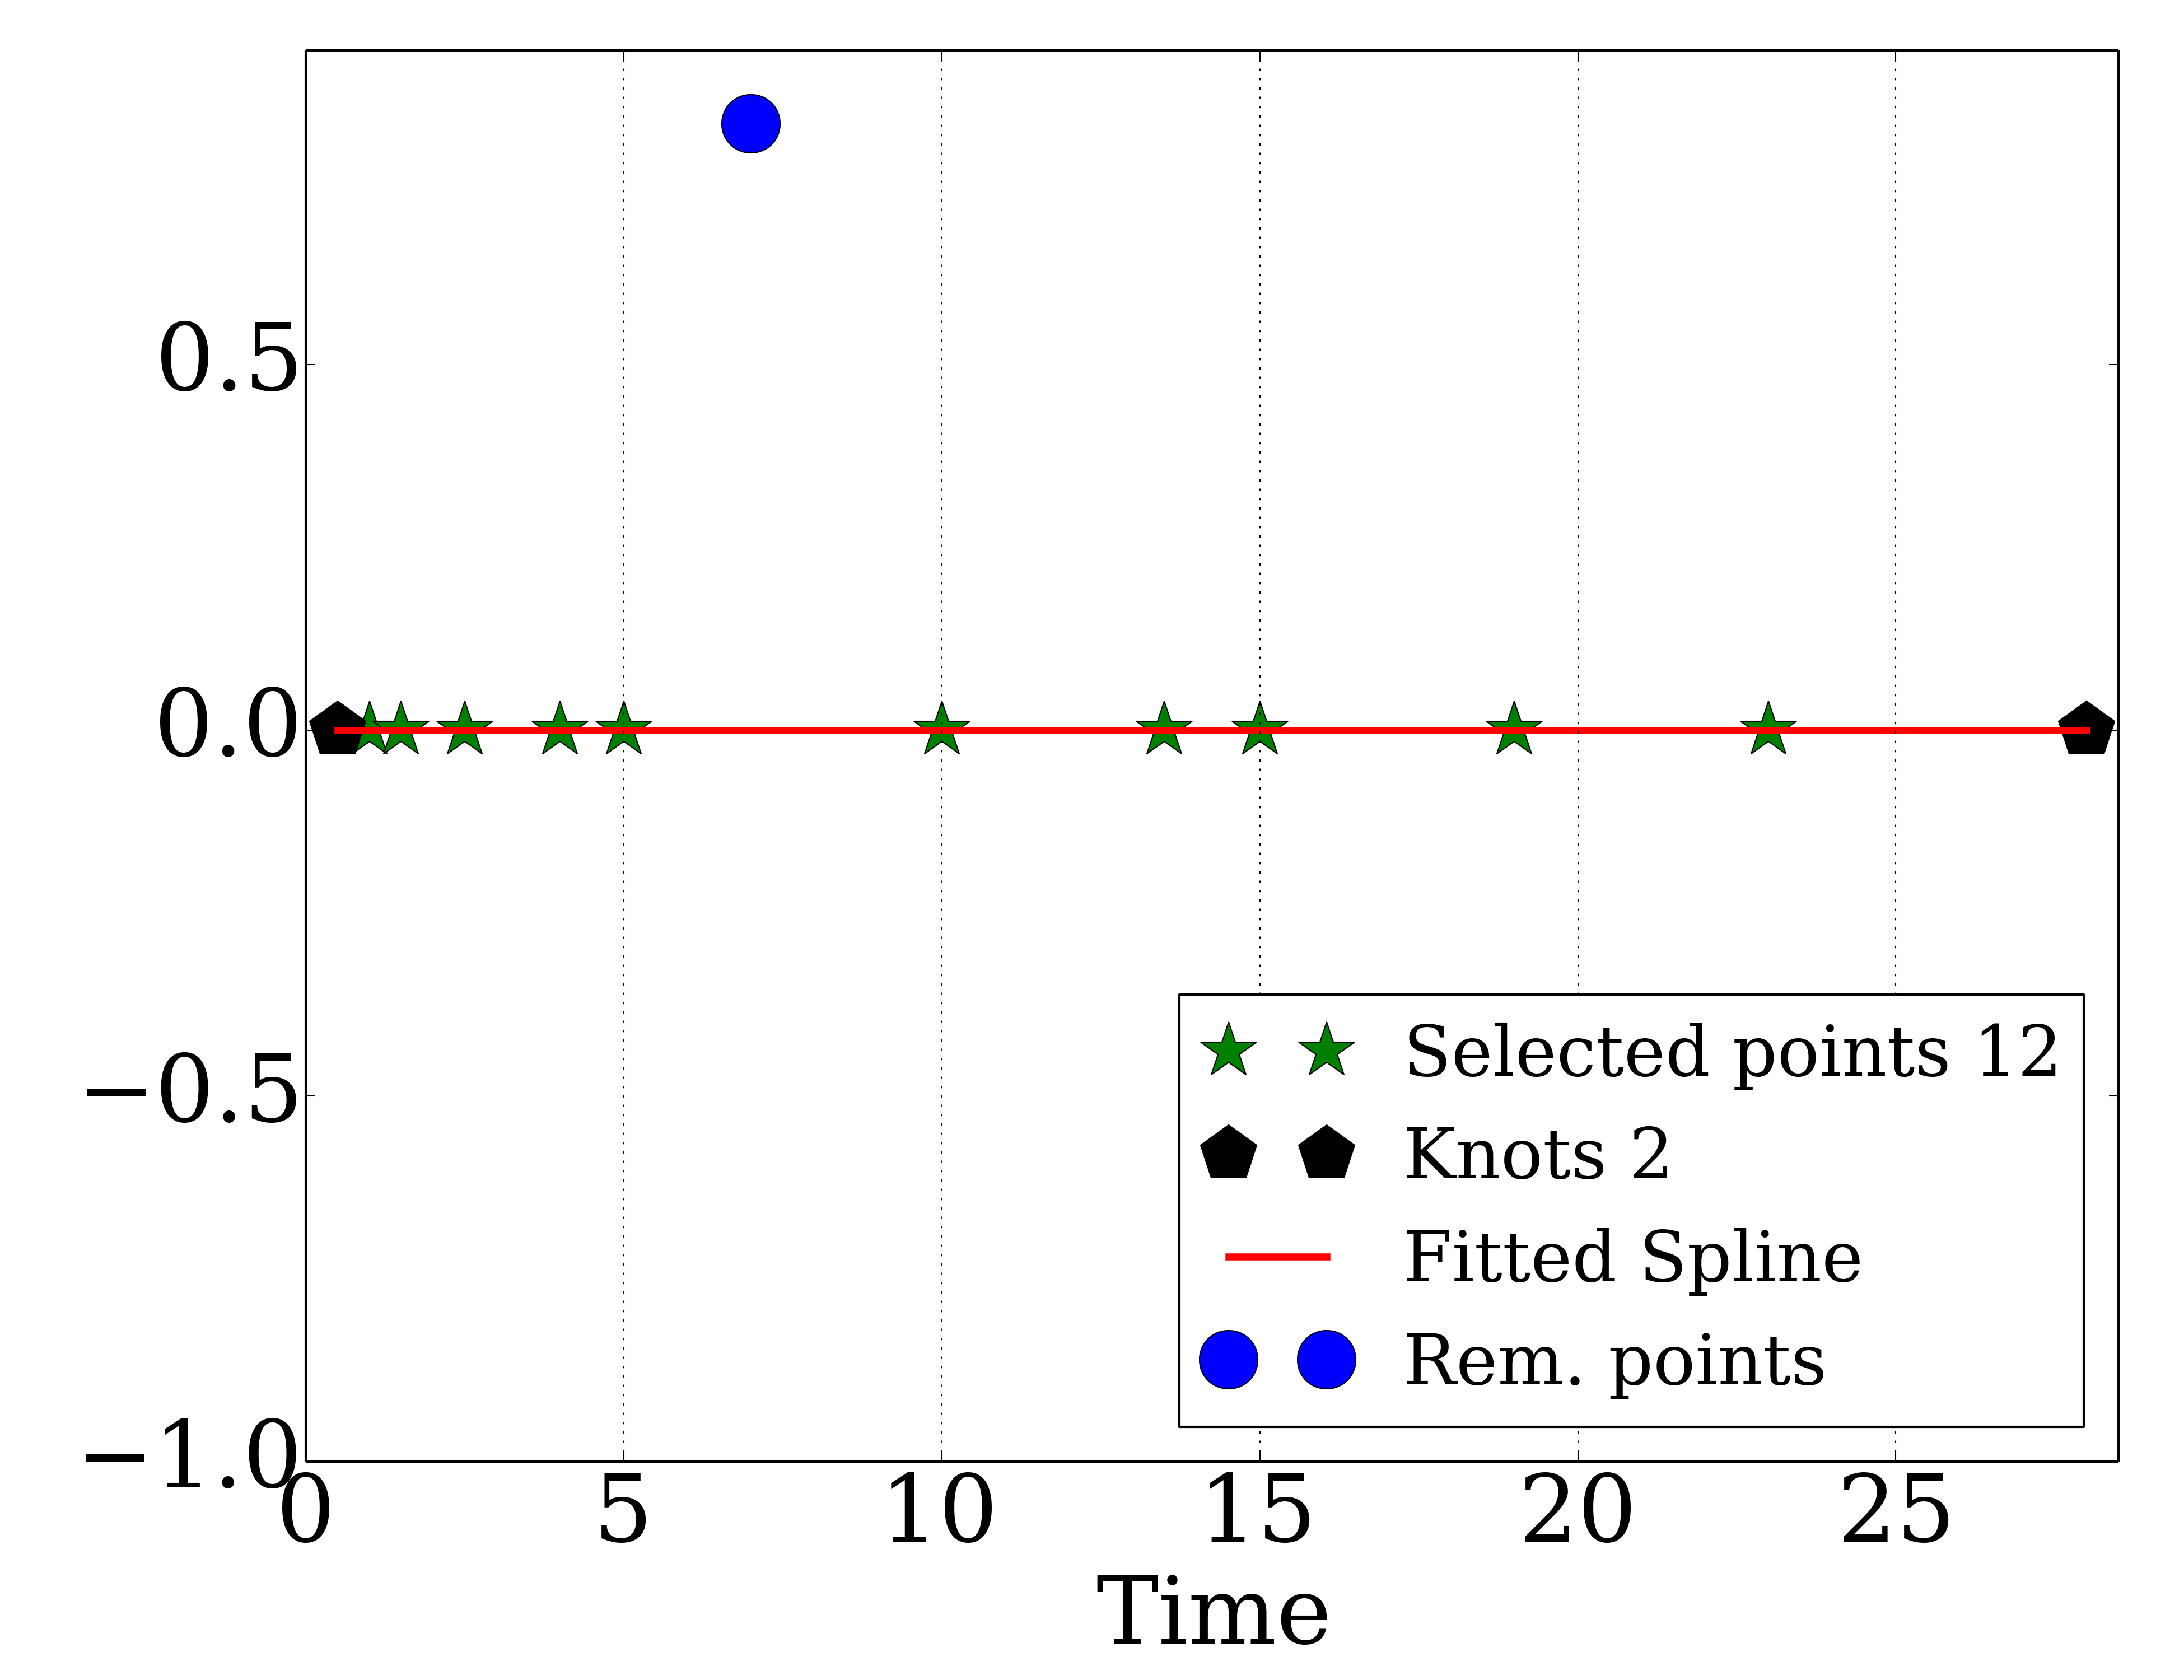 0.5
0.0
−0.5
−1.0
0 5 10 15 20 25
Time
Selected points 12
Knots 2
Fitted Spline
Rem. points